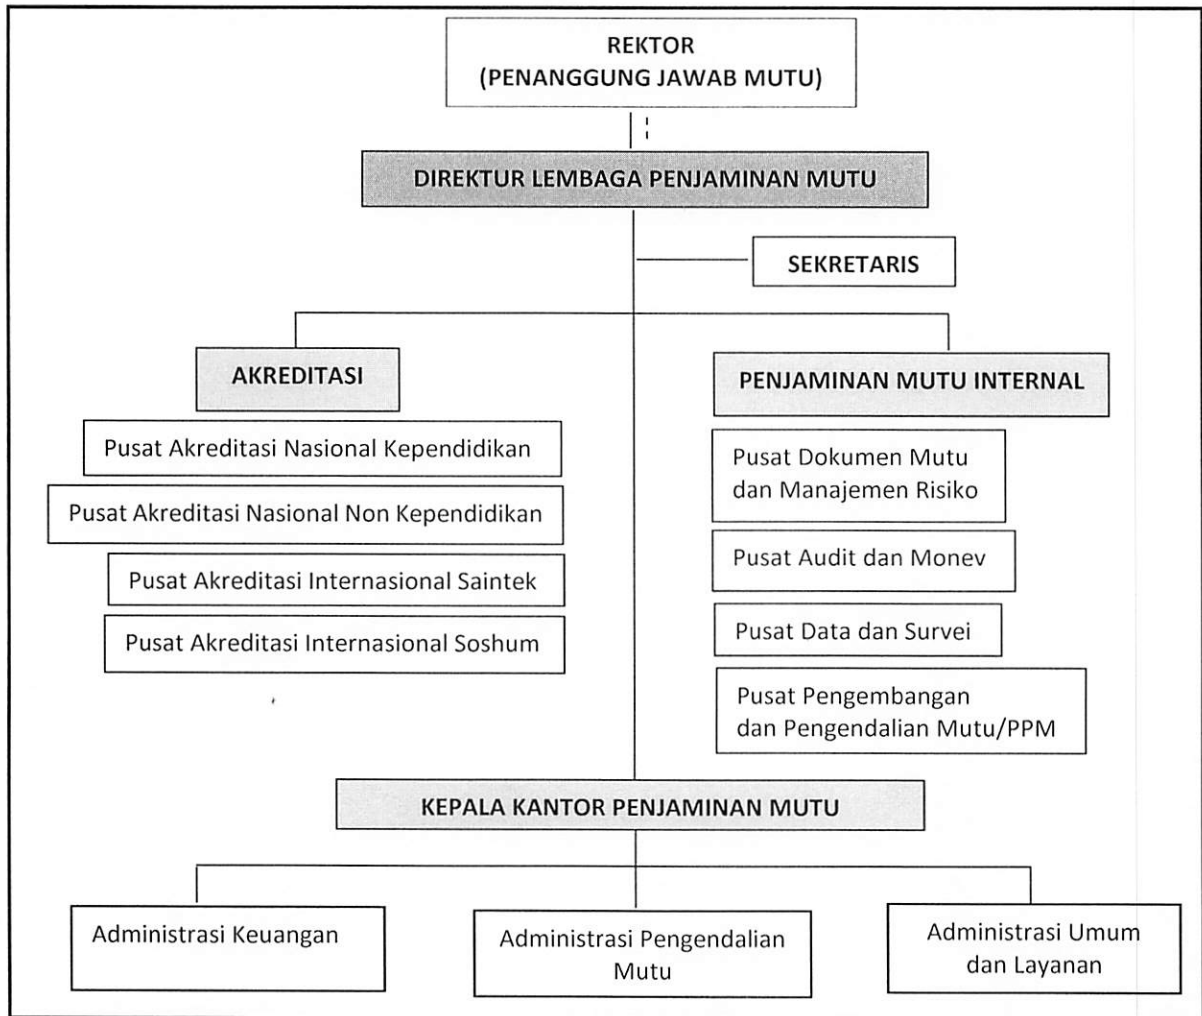 REKTOR
(PENANGGUNG JAWAB MUTU)
DIREKTUR LEMBAGA PENJAMINAN MUTU
SEKRETARIS
AKREDITASI
Pusat Akreditasi Nasional Kependidikan
Pusat Akreditasi Nasional Non Kependidikan
Pusat Akreditasi Internasional Saintek
Pusat Akreditasi Internasional Soshum
PENJAMINAN MUTU INTERNAL
Pusat Dokumen Mutu
dan Manajemen Risiko
Pusat Audit dan Monev
Pusat Data dan Survei
Pusat Pengembangan
dan Pengendalian Mutu/PPM
KEPALA KANTOR PENJAMINAN MUTU
Administrasi Keuangan
Administrasi Pengendalian
Mutu
Administrasi Umum
dan Layanan